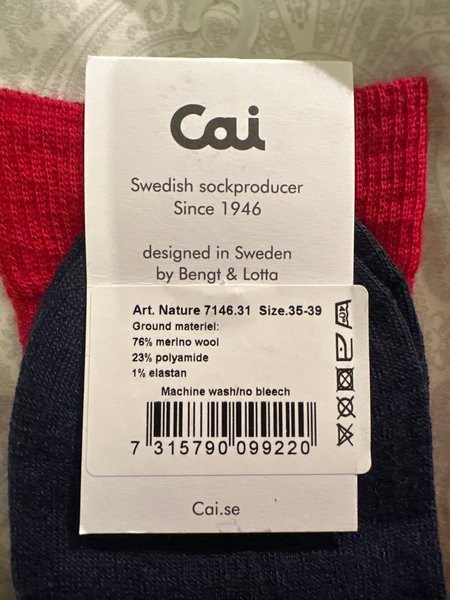 Cai
Swedish sockproducer
Since 1946
designed in Sweden
by Bengt & Lotta
Art. Nature 7146.31 Size.35-39
Ground materiel:
76% merino wool
23% polyamide
1% elastan
Machine wash/no bleech
7 315790 099220
40°
Cai.se